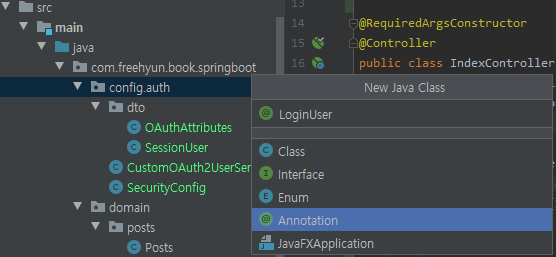 src
main
java
com.freehyun.book.springboot
config.auth
dto
OAuthAttributes
SessionUser
CustomOAuth2UserSer
SecurityConfig
domain
posts
Posts
13
14 @RequiredArgsConstructor
15 @Controller
16 public class IndexController
New Java Class
LoginUser
Class
Interface
Enum
Annotation
JavaFXApplication